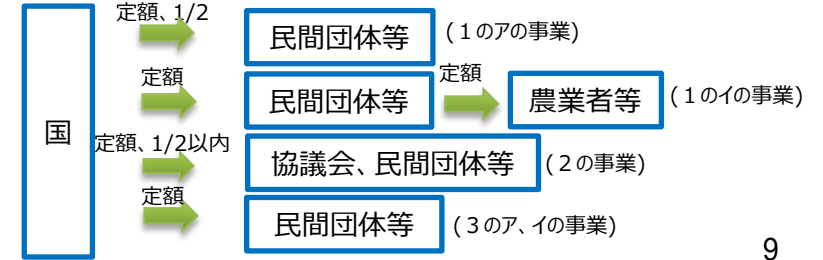 定額、1/2
民間団体等
(1のアの事業)
定額
民間団体等
定額
農業者等
(1のイの事業)
国
定額、1/2以内
協議会、民間団体等
(2の事業)
定額
民間団体等
(3のア、イの事業)
9